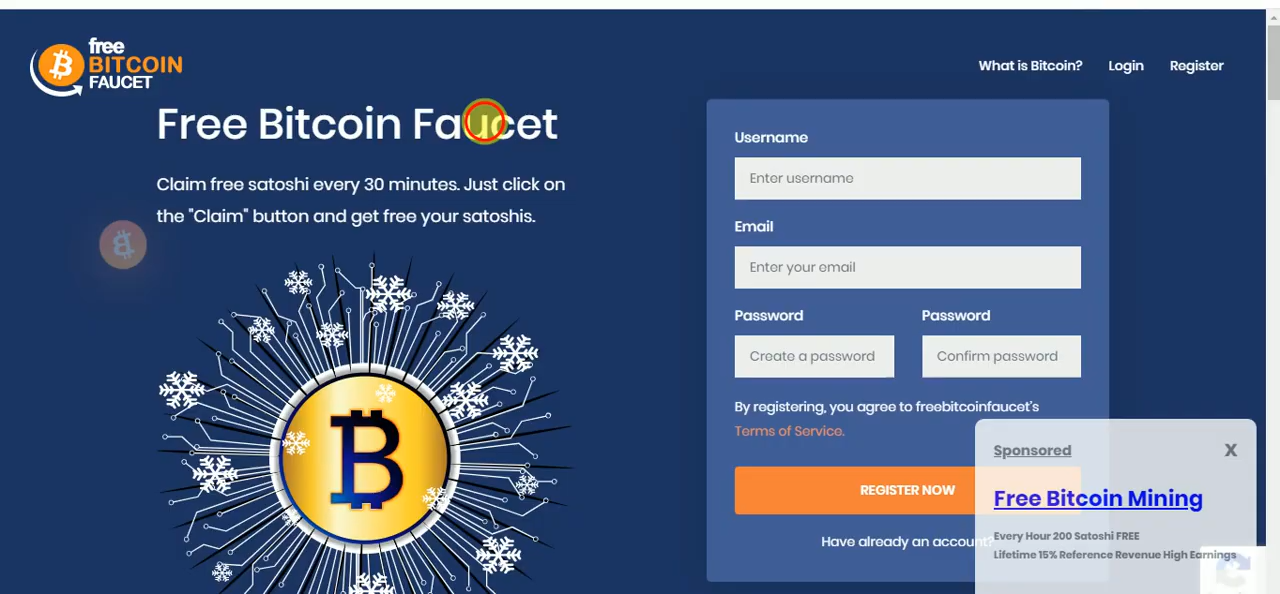 free
BITCOIN
FAUCET
What is Bitcoin?
Login
Register
Free Bitcoin Faucet
Claim free satoshi every 30 minutes. Just click on
the "Claim" button and get free your satoshis.
Username
Enter username
Email
Enter your email
Password
Password
Create a password
Confirm password
By registering, you agree to freebitcoinfaucet's
Terms of Service.
REGISTER NOW
Have already an account?
Sponsored
X
Free Bitcoin Mining
Every Hour 200 Satoshi FREE
Lifetime 15% Reference Revenue High Earnings